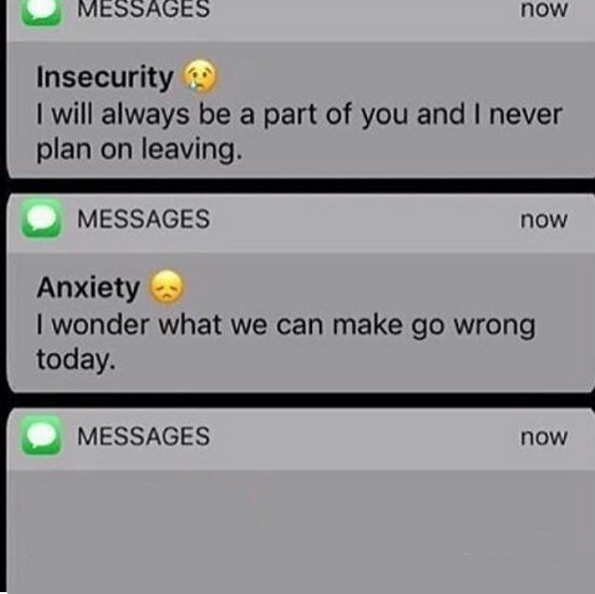 MESSAGES now
Insecurity 😢
I will always be a part of you and I never
plan on leaving.
MESSAGES now
Anxiety 😞
I wonder what we can make go wrong
today.
MESSAGES now